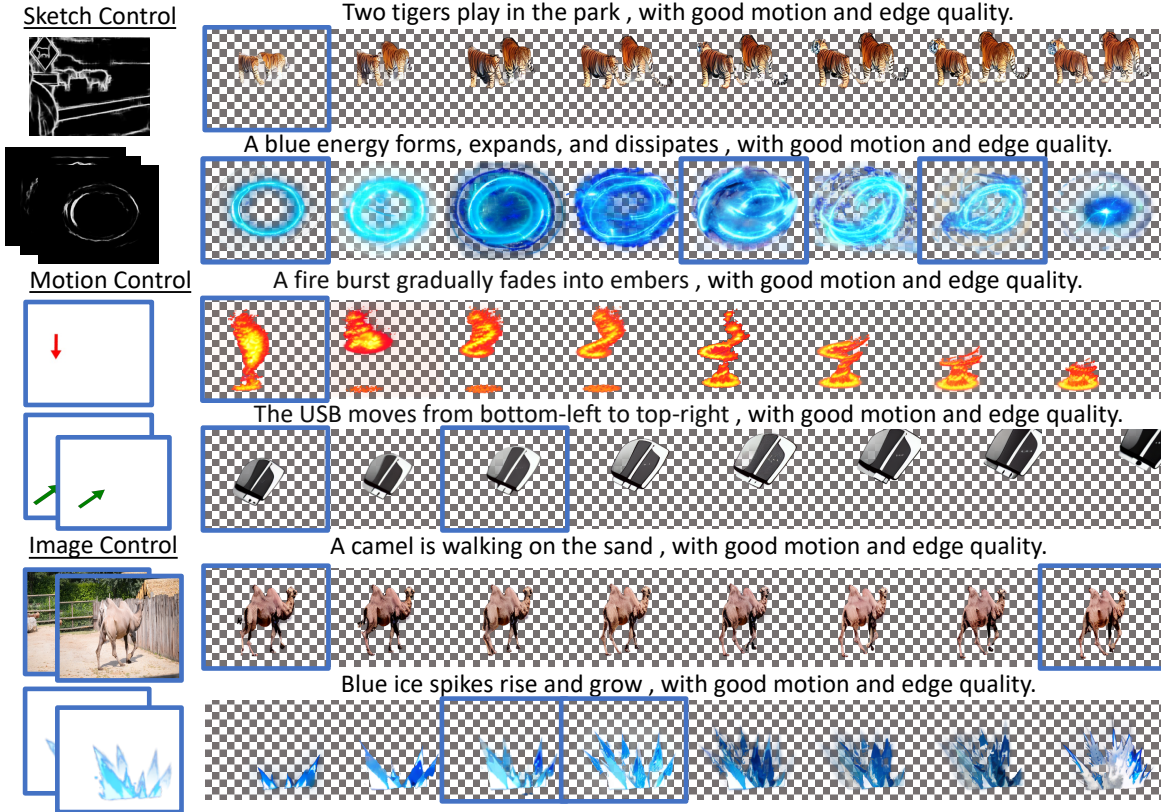 Sketch Control
Two tigers play in the park , with good motion and edge quality.
A blue energy forms, expands, and dissipates , with good motion and edge quality.
Motion Control
A fire burst gradually fades into embers , with good motion and edge quality.
The USB moves from bottom-left to top-right , with good motion and edge quality.
Image Control
A camel is walking on the sand , with good motion and edge quality.
Blue ice spikes rise and grow , with good motion and edge quality.